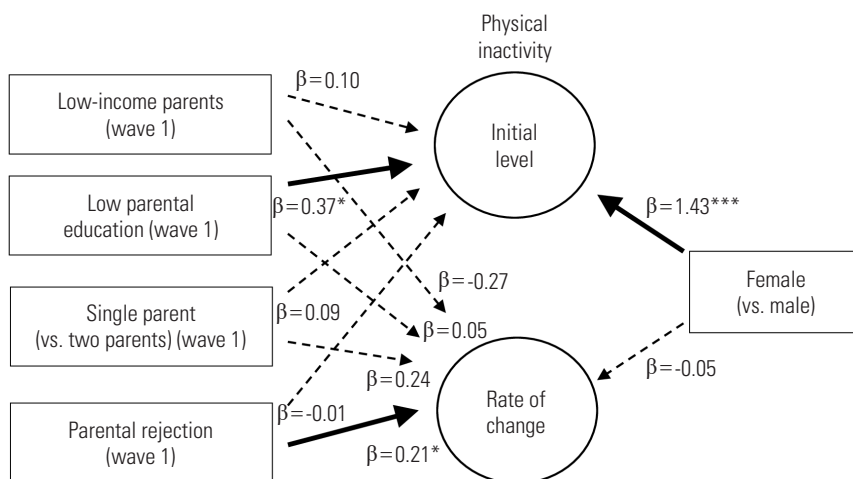 Physical
inactivity
β=0.10
Low-income parents
(wave 1)
Initial
level
Low parental
education (wave 1)
β=0.37*
β=1.43***
β=-0.27
Female
(vs. male)
Single parent
(vs. two parents) (wave 1)
β=0.09
β=0.05
β=0.24
β=-0.05
Parental rejection
(wave 1)
β=-0.01
Rate of
change
β=0.21*